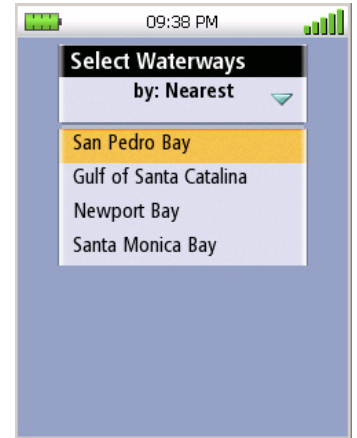 09:38 PM
Select Waterways
by: Nearest
San Pedro Bay
Gulf of Santa Catalina
Newport Bay
Santa Monica Bay